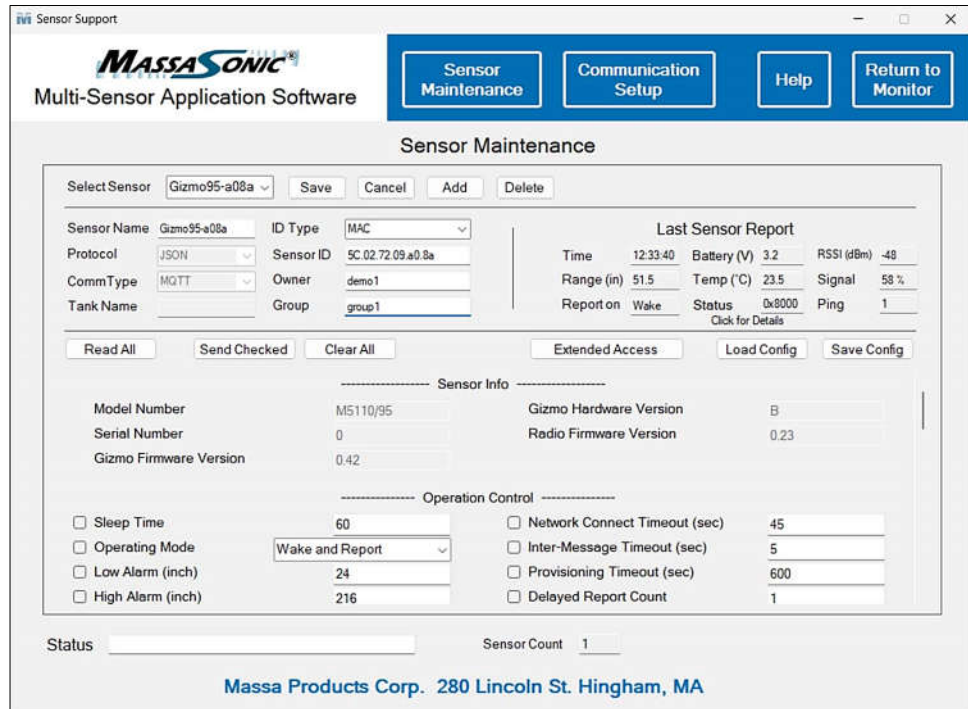 Sensor Support
MASSASONIC®
Multi-Sensor Application Software
Sensor Maintenance
Communication Setup
Help
Return to Monitor
Sensor Maintenance
Select Sensor Gizmo95-a08a Save Cancel Add Delete
Sensor Name Gizmo95-a08a ID Type MAC
Protocol JSON Sensor ID 5C.02.72.09.a0.8a
CommType MQTT Owner demo1
Tank Name Group group1
Last Sensor Report
Time 12:33:40 Battery (V) 3.2 RSSI (dBm) -48
Range (in) 51.5 Temp (°C) 23.5 Signal 58 %
Report on Wake Status 0x8000 Ping 1
Click for Details
Read All Send Checked Clear All Extended Access Load Config Save Config
------------------ Sensor Info ------------------
Model Number M5110/95 Gizmo Hardware Version B
Serial Number 0 Radio Firmware Version 0.23
Gizmo Firmware Version 0.42
--------------- Operation Control ---------------
Sleep Time 60 Network Connect Timeout (sec) 45
Operating Mode Wake and Report Inter-Message Timeout (sec) 5
Low Alarm (inch) 24 Provisioning Timeout (sec) 600
High Alarm (inch) 216 Delayed Report Count 1
Status Sensor Count 1
Massa Products Corp. 280 Lincoln St. Hingham, MA